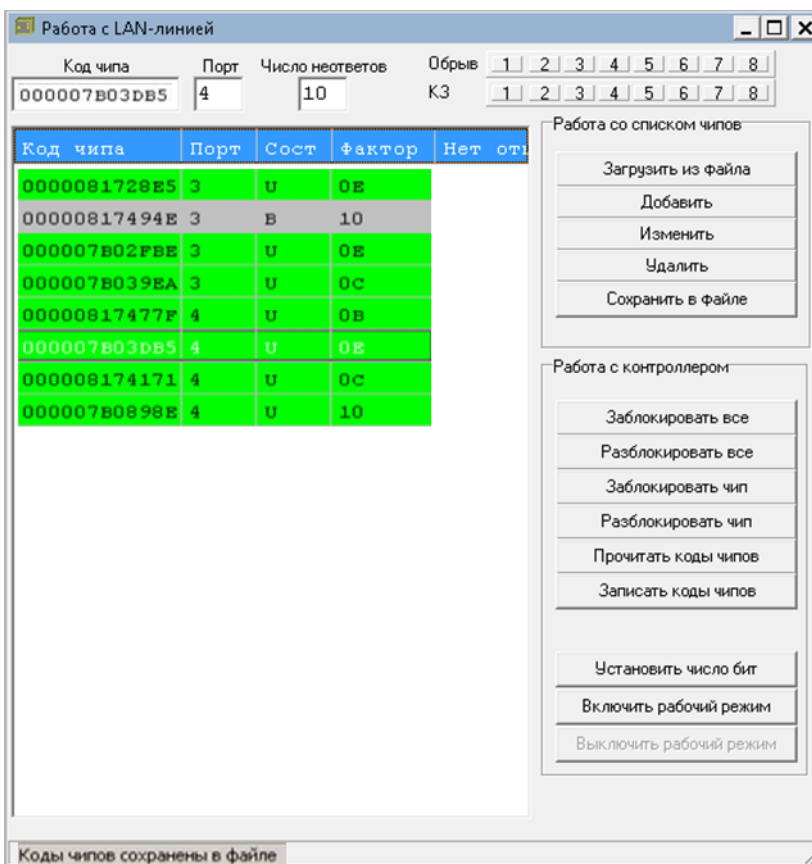 Работа с LAN-линией
Код чипа Порт Число неответов Обрыв 1 2 3 4 5 6 7 8
000007B03DB5 4 10 КЗ 1 2 3 4 5 6 7 8
Работа со списком чипов
Код чипа Порт Сост Фактор Нет отв
0000081728E5 3 U 0E
00000817494E 3 B 10
000007B02FBE 3 U 0E
000007B039EA 3 U 0C
00000817477F 4 U 0B
000007B03DB5 4 U 0E
000008174171 4 U 0C
000007B0898E 4 U 10
Загрузить из файла
Добавить
Изменить
Удалить
Сохранить в файле
Работа с контроллером
Заблокировать все
Разблокировать все
Заблокировать чип
Разблокировать чип
Прочитать коды чипов
Записать коды чипов
Установить число бит
Включить рабочий режим
Выключить рабочий режим
Коды чипов сохранены в файле